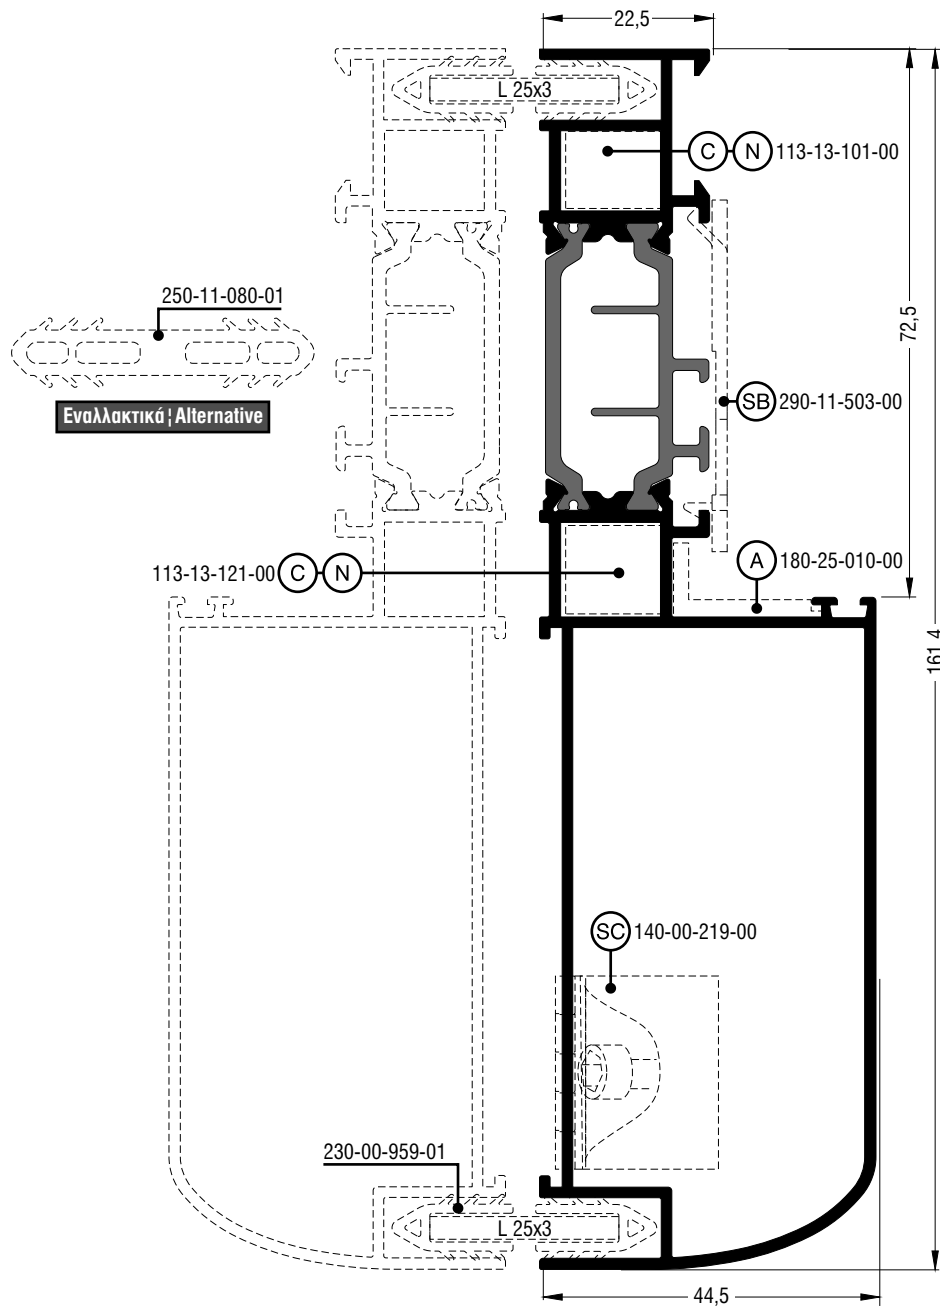 22,5
L 25x3
C N 113-13-101-00
250-11-080-01
72,5
Εναλλακτικά ¦ Alternative
SB 290-11-503-00
A 180-25-010-00
113-13-121-00 C N
161,4
SC 140-00-219-00
230-00-959-01
L 25x3
44,5